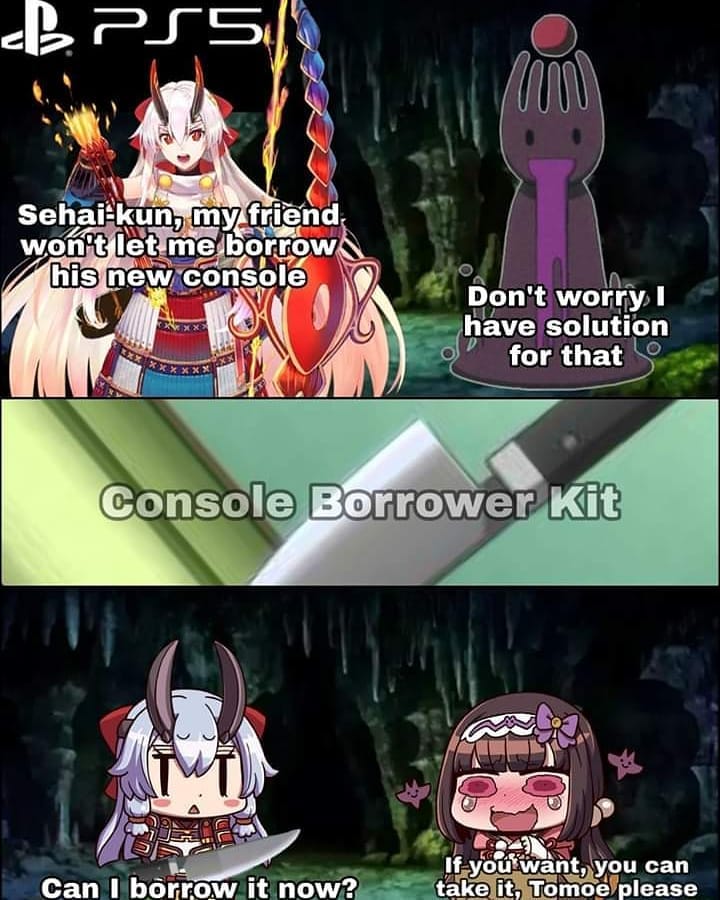 PS5
Sehai-kun, my friend
won't let me borrow
his new console
Don't worry I
have solution
for that
Console Borrower Kit
Can I borrow it now?
If you want, you can
take it, Tomoe please